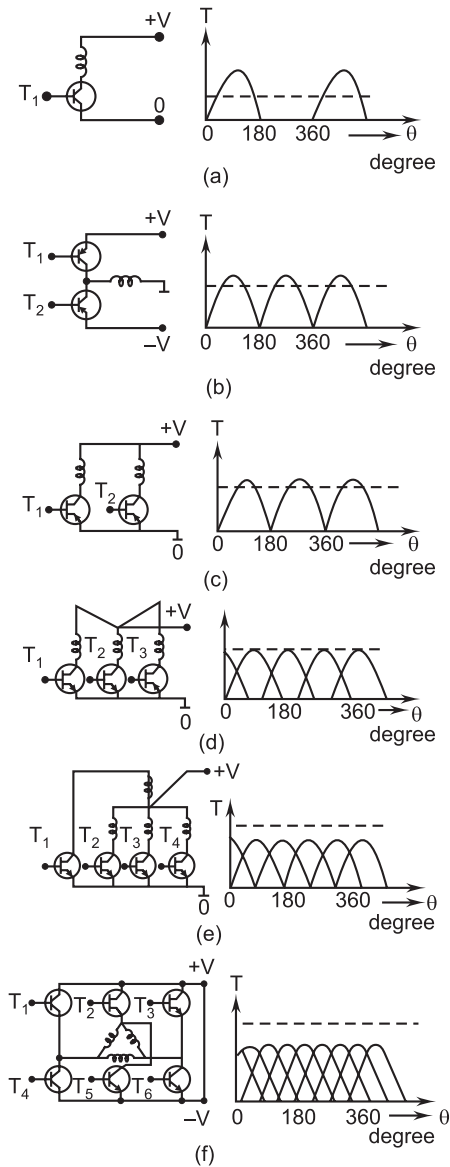 +V T
T₁
0 0 180 360 θ
degree
(a)
+V T
T₁
T₂
0 180 360 θ
–V degree
(b)
+V T
T₁ T₂
0 0 180 360 θ
degree
(c)
+V
T₁ T₂ T₃
0 0 180 360 θ
degree
(d)
+V
T
T₁ T₂ T₃ T₄
0 0 180 360 θ
degree
(e)
+V T
T₁ T₂ T₃
T₄ T₅ T₆
–V 0 180 360 θ
degree
(f)